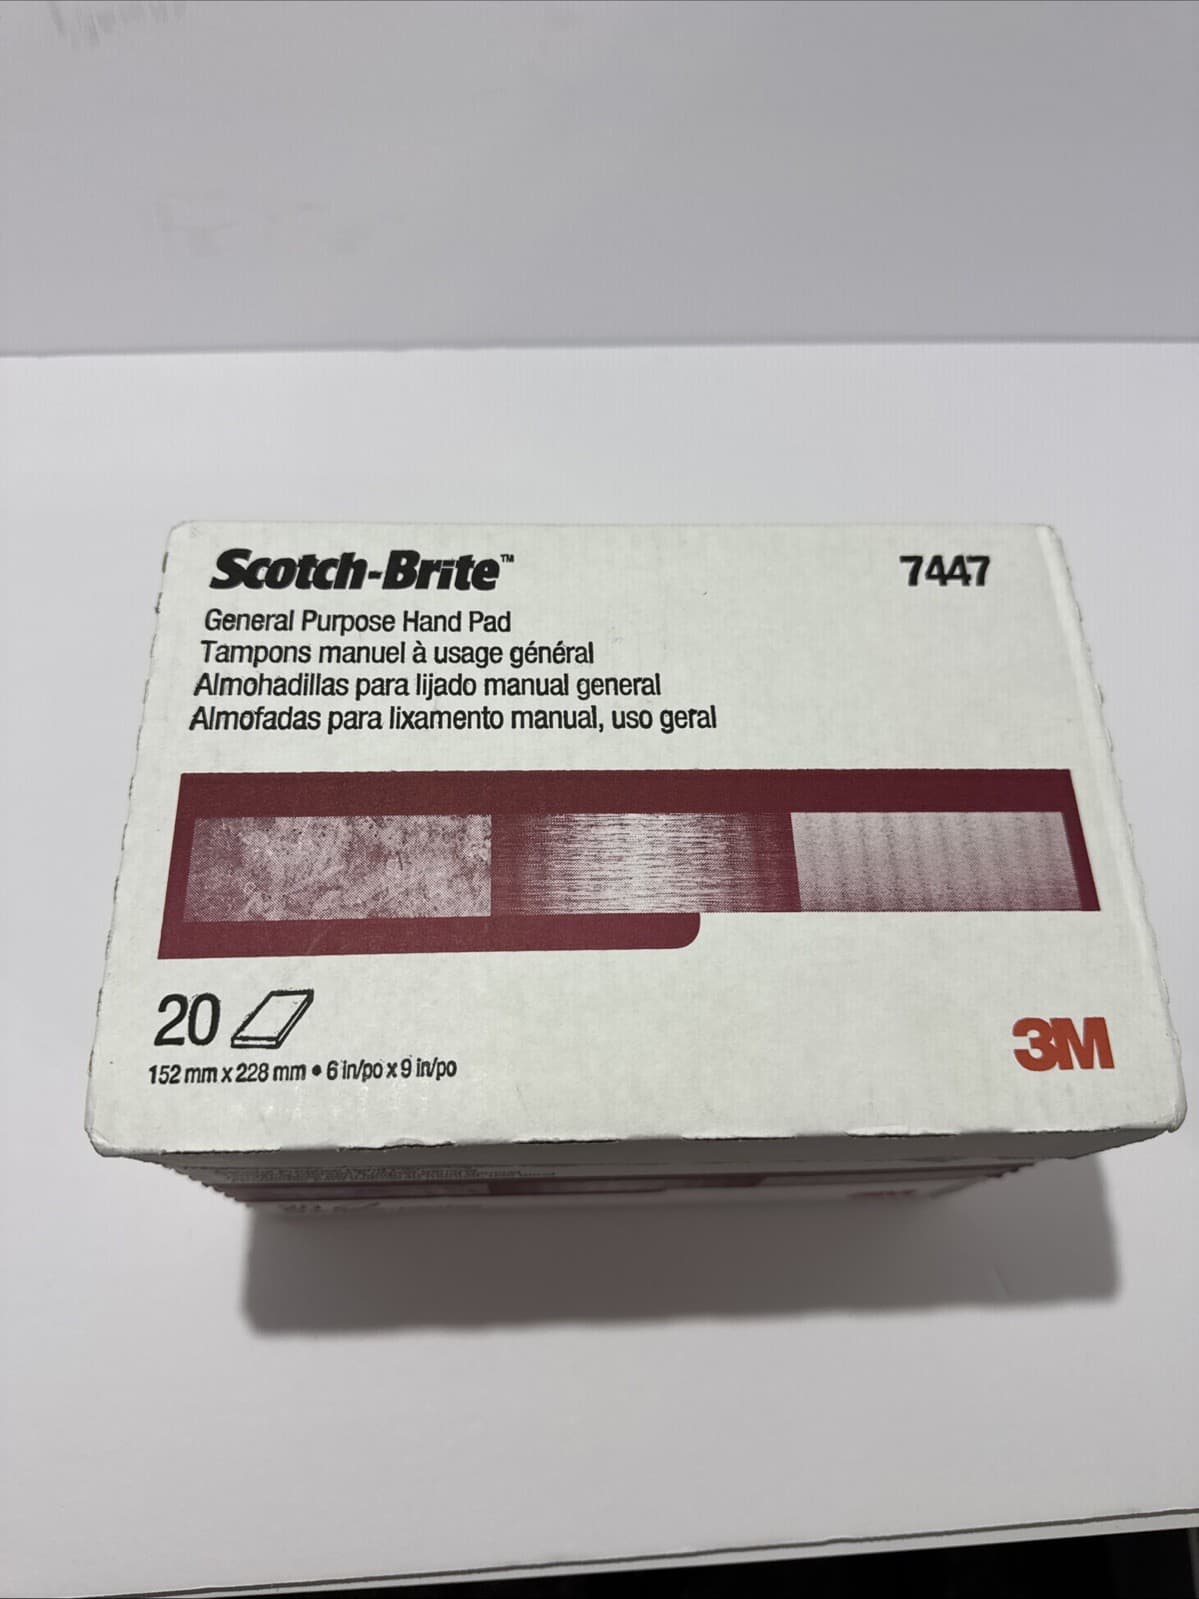 Scotch-Brite™
7447
General Purpose Hand Pad
Tampons manuel à usage général
Almohadillas para lijado manual general
Almofadas para lixamento manual, uso geral
20
152 mm x 228 mm • 6 in/po x 9 in/po
3M